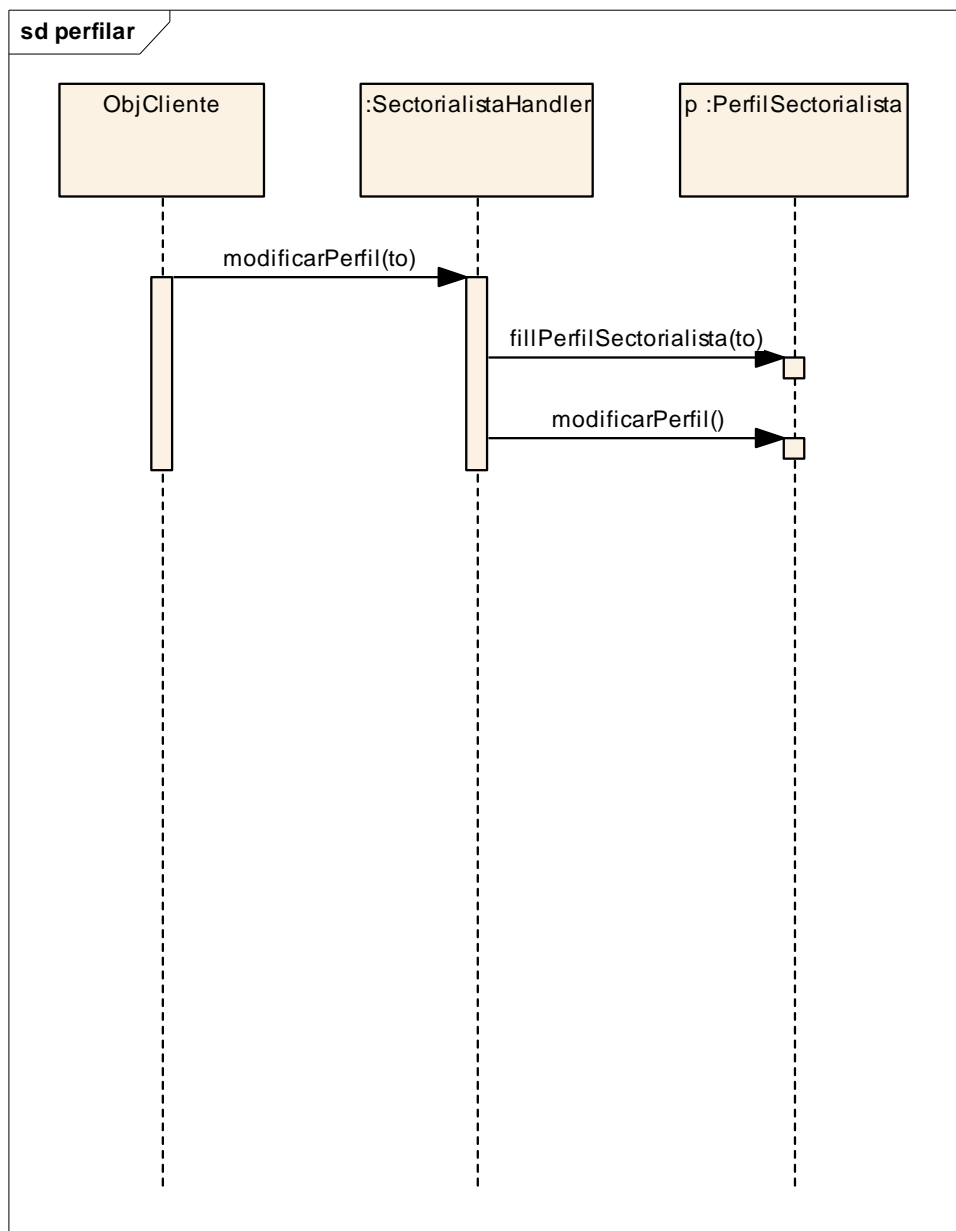 sd perfilar
ObjCliente
:SectorialistaHandler
p :PerfilSectorialista
modificarPerfil(to)
fillPerfilSectorialista(to)
modificarPerfil()